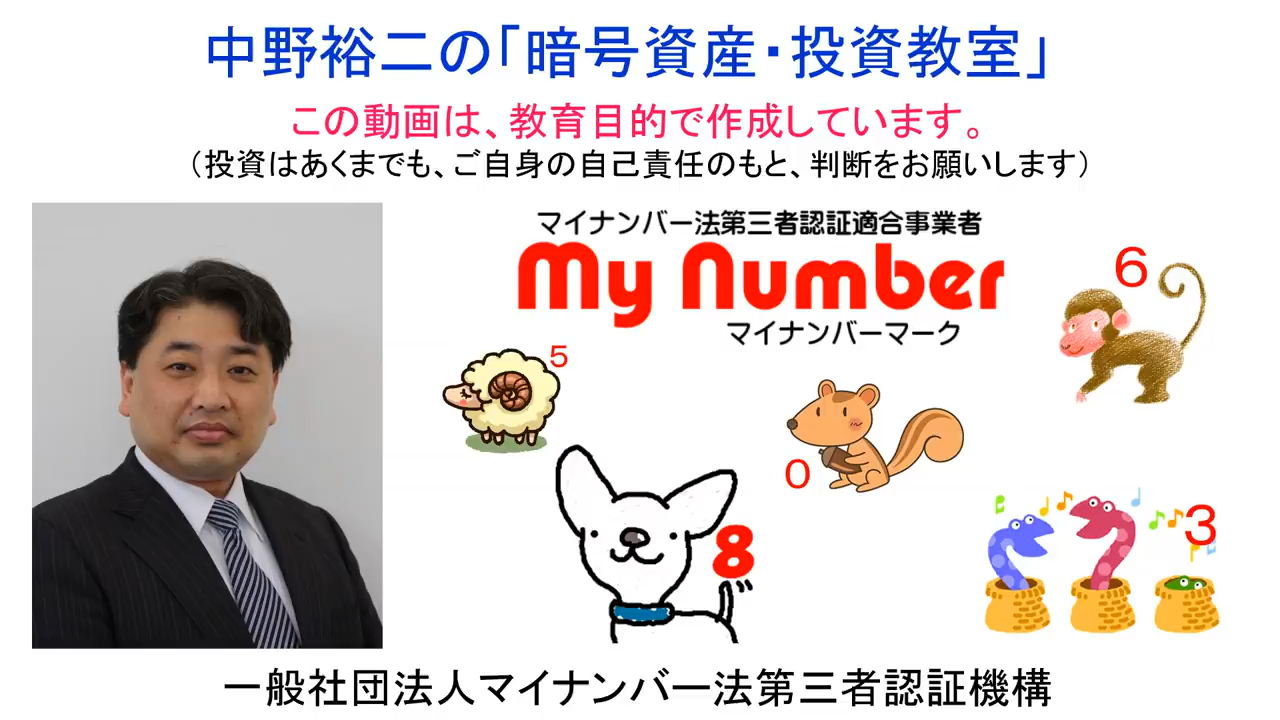 中野裕二の「暗号資産・投資教室」
この動画は、教育目的で作成しています。
（投資はあくまでも、ご自身の自己責任のもと、判断をお願いします）
マイナンバー法第三者認証適合事業者
My Number
マイナンバーマーク
6
5
0
8
3
一般社団法人マイナンバー法第三者認証機構